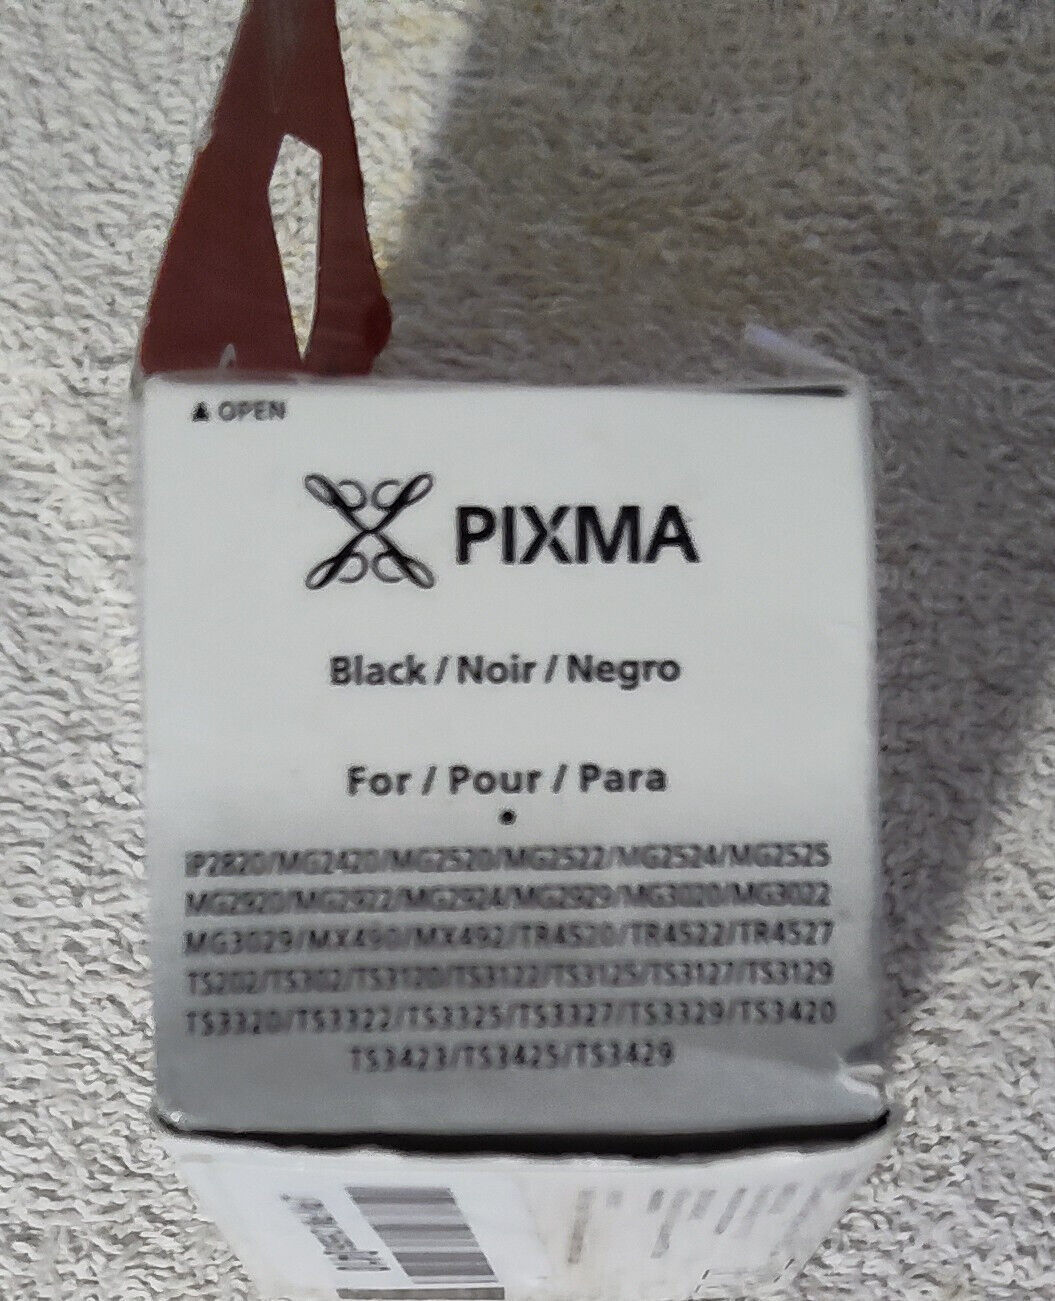 ▲ OPEN
PIXMA
Black / Noir / Negro
For / Pour / Para
iP2820/MG2420/MG2520/MG2522/MG2524/MG2525
MG2920/MG2922/MG2924/MG2929/MG3020/MG3022
MG3029/MX490/MX492/TR4520/TR4522/TR4527
TS202/TS302/TS3120/TS3122/TS3125/TS3127/TS3129
TS3320/TS3322/TS3325/TS3327/TS3329/TS3420
TS3423/TS3425/TS3429